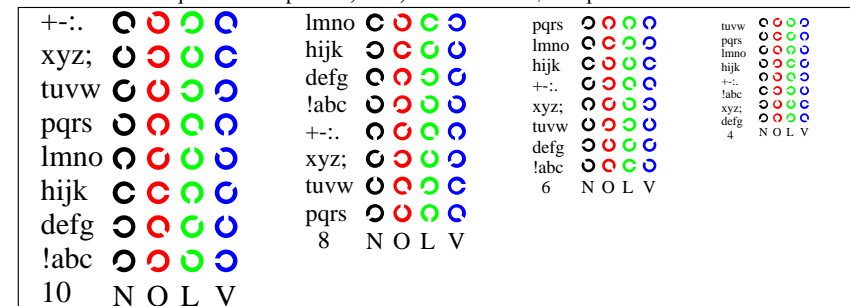 +-:.
xyz;
tuvw
pqrs
lmno
hijk
defg
!abc
10 N O L V
lmno
hijk
defg
!abc
+-:.
xyz;
tuvw
pqrs
8 N O L V
pqrs
lmno
hijk
+-:.
xyz;
tuvw
defg
!abc
6 N O L V
tuvw
pqrs
lmno
hijk
+-:.
!abc
xyz;
defg
4 N O L V